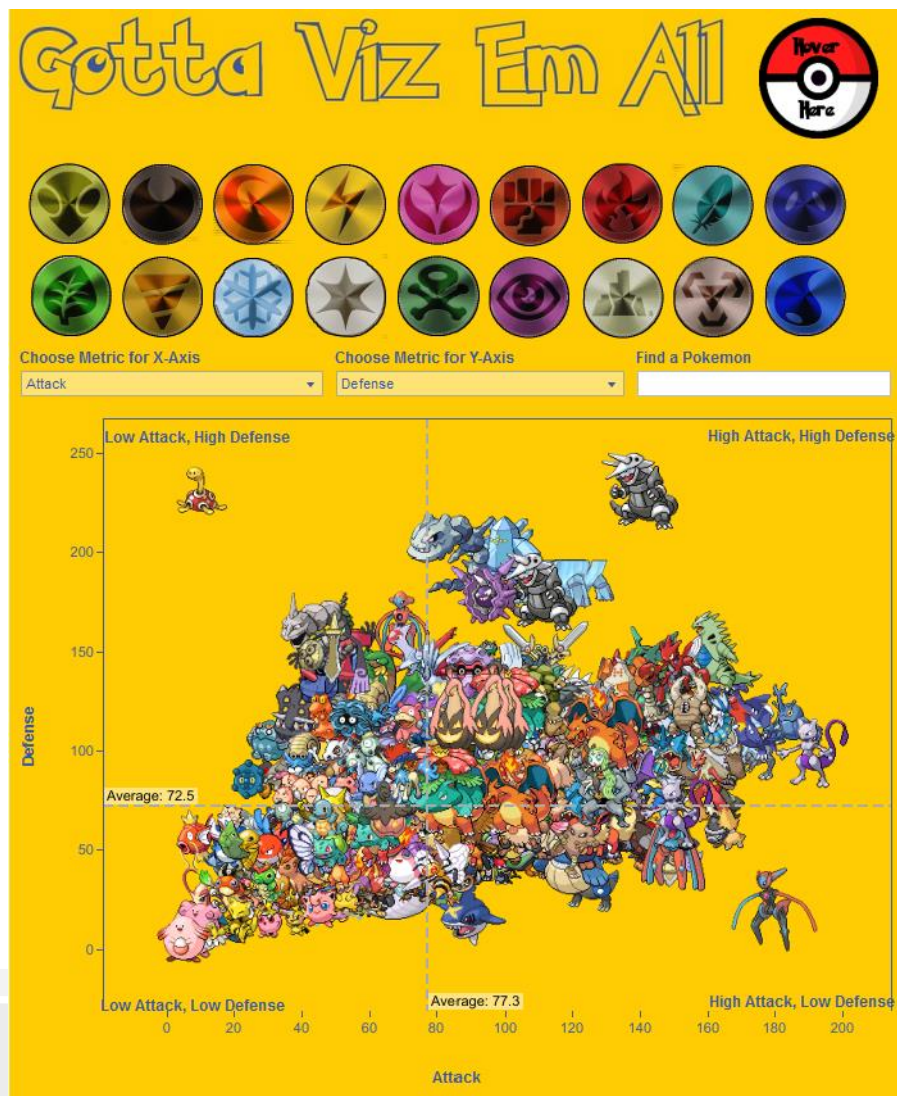 Gotta Viz Em All
Hover
Here
Choose Metric for X-Axis
Choose Metric for Y-Axis
Find a Pokemon
Attack
Defense
Low Attack, High Defense
High Attack, High Defense
250
200
150
100
50
0
Defense
Average: 72.5
Average: 77.3
Low Attack, Low Defense
High Attack, Low Defense
0 20 40 60 80 100 120 140 160 180 200
Attack